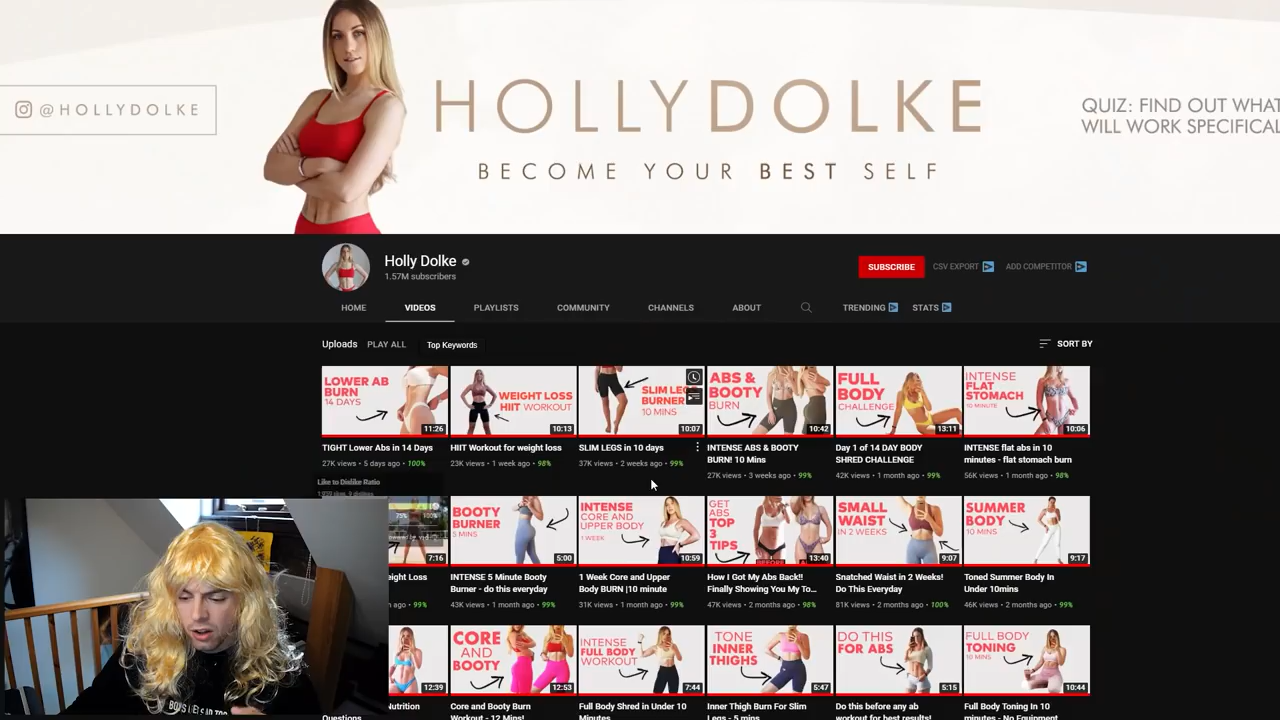 @HOLLYDOLKE
HOLLYDOLKE
BECOME YOUR BEST SELF
QUIZ: FIND OUT WHAT
WILL WORK SPECIFICAL
Holly Dolke
1.57M subscribers
SUBSCRIBE
CSV EXPORT
ADD COMPETITOR
HOME
VIDEOS
PLAYLISTS
COMMUNITY
CHANNELS
ABOUT
TRENDING
STATS
Uploads
PLAY ALL
Top Keywords
SORT BY
LOWER AB
BURN
14 DAYS
11:26
WEIGHT LOSS
HIIT WORKOUT
10:13
SLIM LEG
BURNER
10 MINS
10:07
ABS &
BOOTY
BURN
10:42
FULL
BODY
CHALLENGE
13:11
INTENSE
FLAT
STOMACH
10 MINUTE
10:06
TIGHT Lower Abs in 14 Days
27K views • 5 days ago • 100%
HIIT Workout for weight loss
23K views • 1 week ago • 98%
SLIM LEGS in 10 days
37K views • 2 weeks ago • 99%
INTENSE ABS & BOOTY
BURN! 10 Mins
27K views • 3 weeks ago • 99%
Day 1 of 14 DAY BODY
SHRED CHALLENGE
42K views • 1 month ago • 99%
INTENSE flat abs in 10
minutes - flat stomach burn
56K views • 1 month ago • 98%
Like to Dislike Ratio
7:16
BOOTY
BURNER
5 MINS
5:00
INTENSE
CORE AND
UPPER BODY
1 WEEK
10:59
GET
ABS
TOP
3
TIPS
BEFORE
13:40
SMALL
WAIST
IN 2 WEEKS!
9:07
SUMMER
BODY
10 MINS
9:17
eight Loss
ago • 99%
INTENSE 5 Minute Booty
Burner - do this everyday
43K views • 1 month ago • 99%
1 Week Core and Upper
Body BURN |10 minute
31K views • 1 month ago • 99%
How I Got My Abs Back!!
Finally Showing You My To...
47K views • 2 months ago • 98%
Snatched Waist in 2 Weeks!
Do This Everyday
81K views • 2 months ago • 100%
Toned Summer Body In
Under 10mins
46K views • 2 months ago • 99%
12:39
CORE
AND
BOOTY
12:53
INTENSE
FULL BODY
WORKOUT
7:44
TONE
INNER
THIGHS
5:47
DO THIS
FOR ABS
5:15
FULL BODY
TONING
10 MINS
10:44
Nutrition
Questions
Core and Booty Burn
Workout - 12 Mins!
Full Body Shred in Under 10
Minutes
Inner Thigh Burn For Slim
Legs - 5 mins
Do this before any ab
workout for best results!
Full Body Toning In 10
minutes - No Equipment